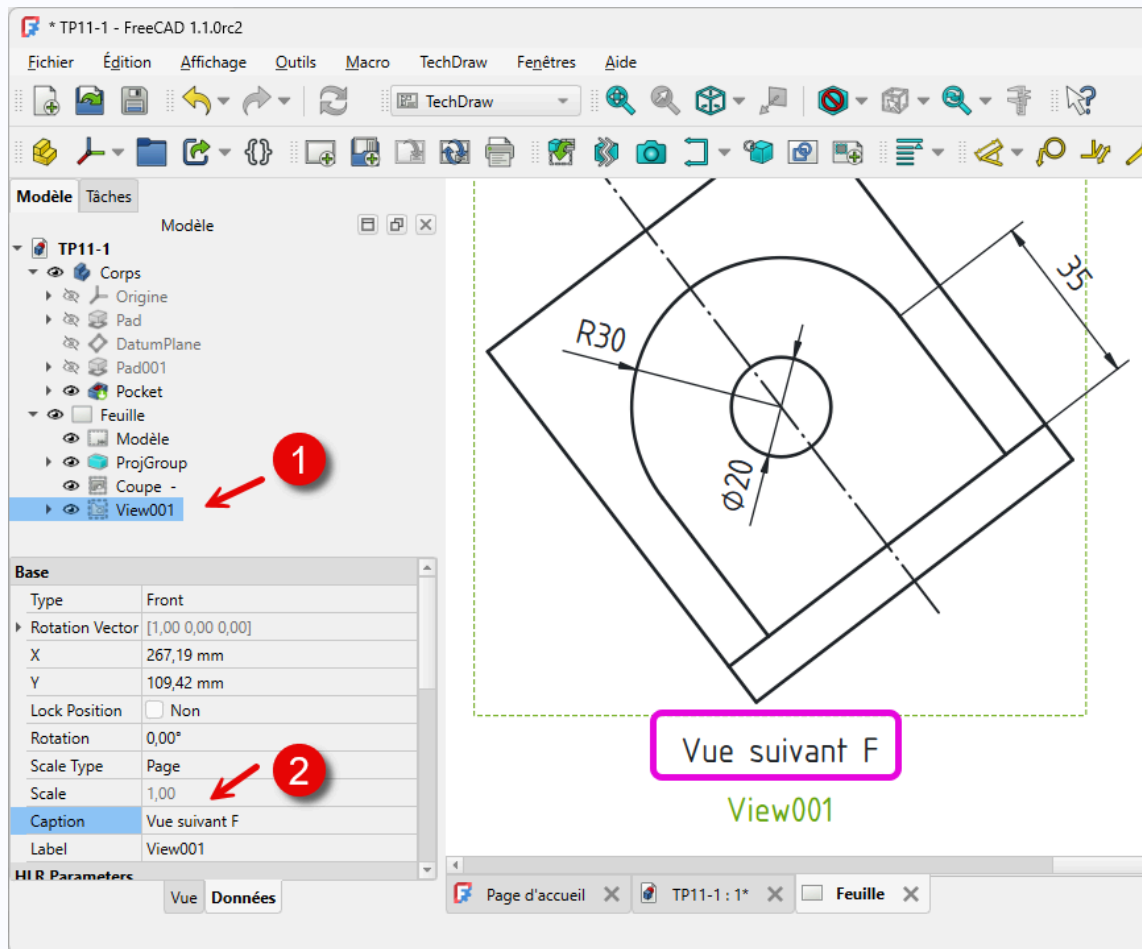 * TP11-1 - FreeCAD 1.1.0rc2
Fichier Édition Affichage Outils Macro TechDraw Fenêtres Aide
TechDraw
Modèle Tâches
Modèle
TP11-1
Corps
Origine
Pad
DatumPlane
Pad001
Pocket
Feuille
Modèle
ProjGroup
Coupe -
View001
1
Base
Type Front
Rotation Vector [1,00 0,00 0,00]
X 267,19 mm
Y 109,42 mm
Lock Position Non
Rotation 0,00°
Scale Type Page
Scale 1,00
2
Caption Vue suivant F
Label View001
HLR Parameters
Vue Données
35
R30
Φ20
Vue suivant F
View001
Page d'accueil TP11-1 : 1* Feuille